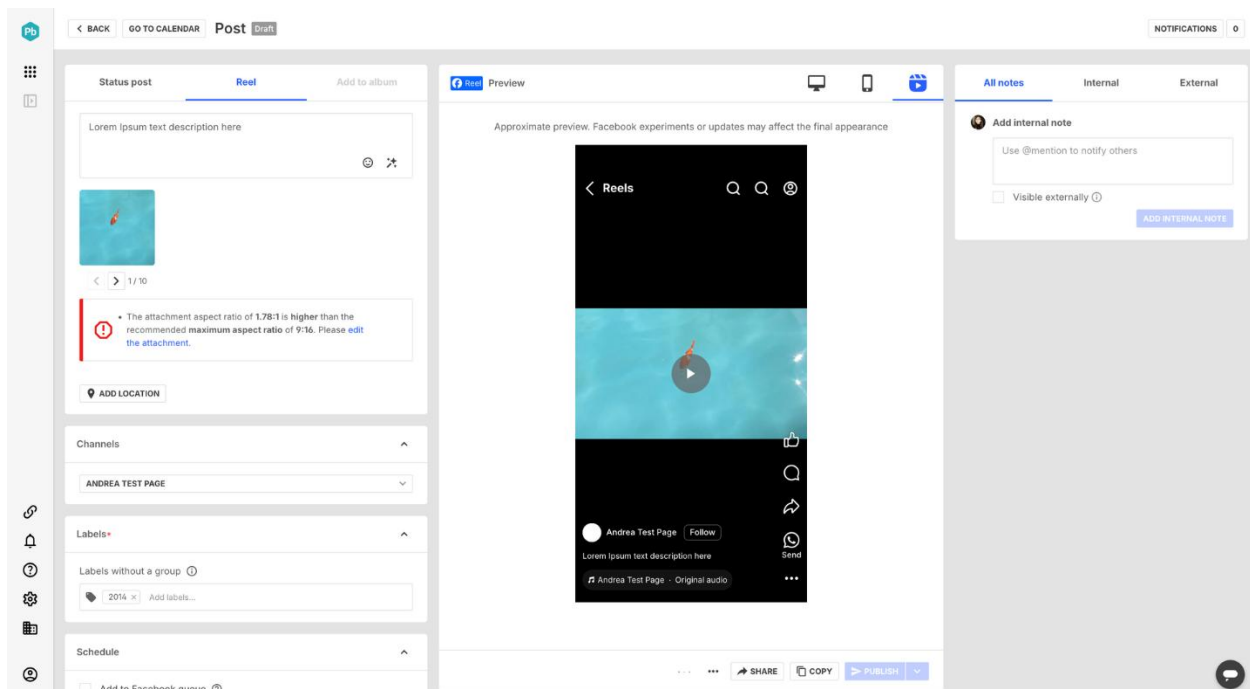 Pb
BACK
GO TO CALENDAR
Post
Draft
NOTIFICATIONS
0
Status post
Reel
Add to album
Lorem Ipsum text description here
1 / 10
• The attachment aspect ratio of 1.78:1 is higher than the
recommended maximum aspect ratio of 9:16. Please edit
the attachment.
ADD LOCATION
Channels
ANDREA TEST PAGE
Labels•
Labels without a group
2014 ×
Add labels...
Schedule
Add to Facebook queue
Reel
Preview
Approximate preview. Facebook experiments or updates may affect the final appearance
Reels
Andrea Test Page
Follow
Lorem Ipsum text description here
Send
Andrea Test Page · Original audio
SHARE
COPY
PUBLISH
All notes
Internal
External
Add internal note
Use @mention to notify others
Visible externally
ADD INTERNAL NOTE